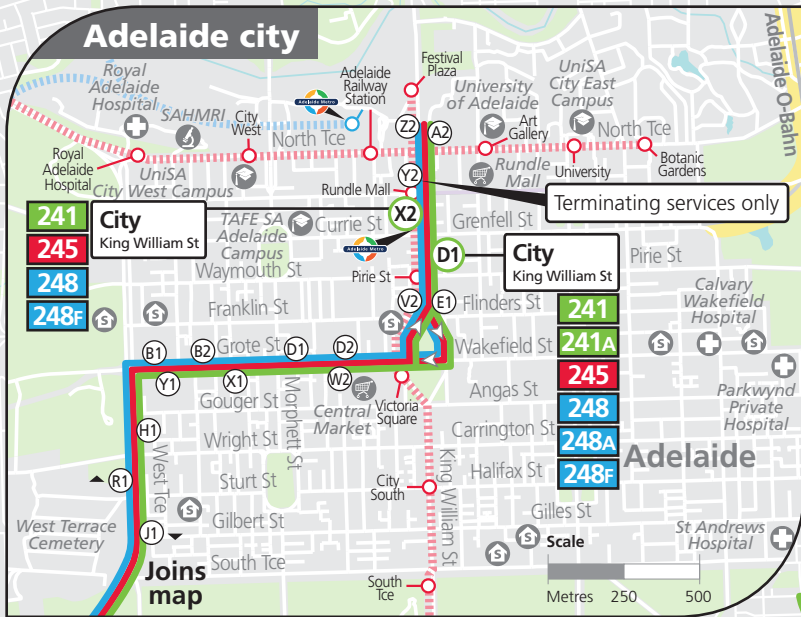 Adelaide city
Royal
Adelaide
Hospital
SAHMRI
City
West
Adelaide Metro
Adelaide
Railway
Station
Festival
Plaza
University
of Adelaide
Art
Gallery
UniSA
City East
Campus
Adelaide O-Bahn
North Tce
North Tce
Z2
A2
Royal
Adelaide
Hospital
UniSA
City West Campus
Rundle Mall
Y2
Rundle
Mall
University
Botanic
Gardens
Terminating services only
241
245
248
248F
City
King William St
TAFE SA
Adelaide
Campus
Currie St
X2
Grenfell St
Adelaide Metro
Waymouth St
Pirie St
D1
City
King William St
Pirie St
Franklin St
V2
E1
Flinders St
241
241A
245
248
248A
248F
Calvary
Wakefield
Hospital
S
S
S
S
S
Grote St
B1
B2
D1
D2
Wakefield St
Y1
X1
W2
Gouger St
Morphett St
Central
Market
Victoria
Square
Angas St
Parkwynd
Private
Hospital
H1
West Tce
Wright St
Carrington St
King William St
Adelaide
R1
Sturt St
City
South
Halifax St
S
Gilbert St
Gilles St
S
S
West Terrace
Cemetery
J1
South Tce
St Andrews
Hospital
Joins
map
South
Tce
Scale
Metres 250 500